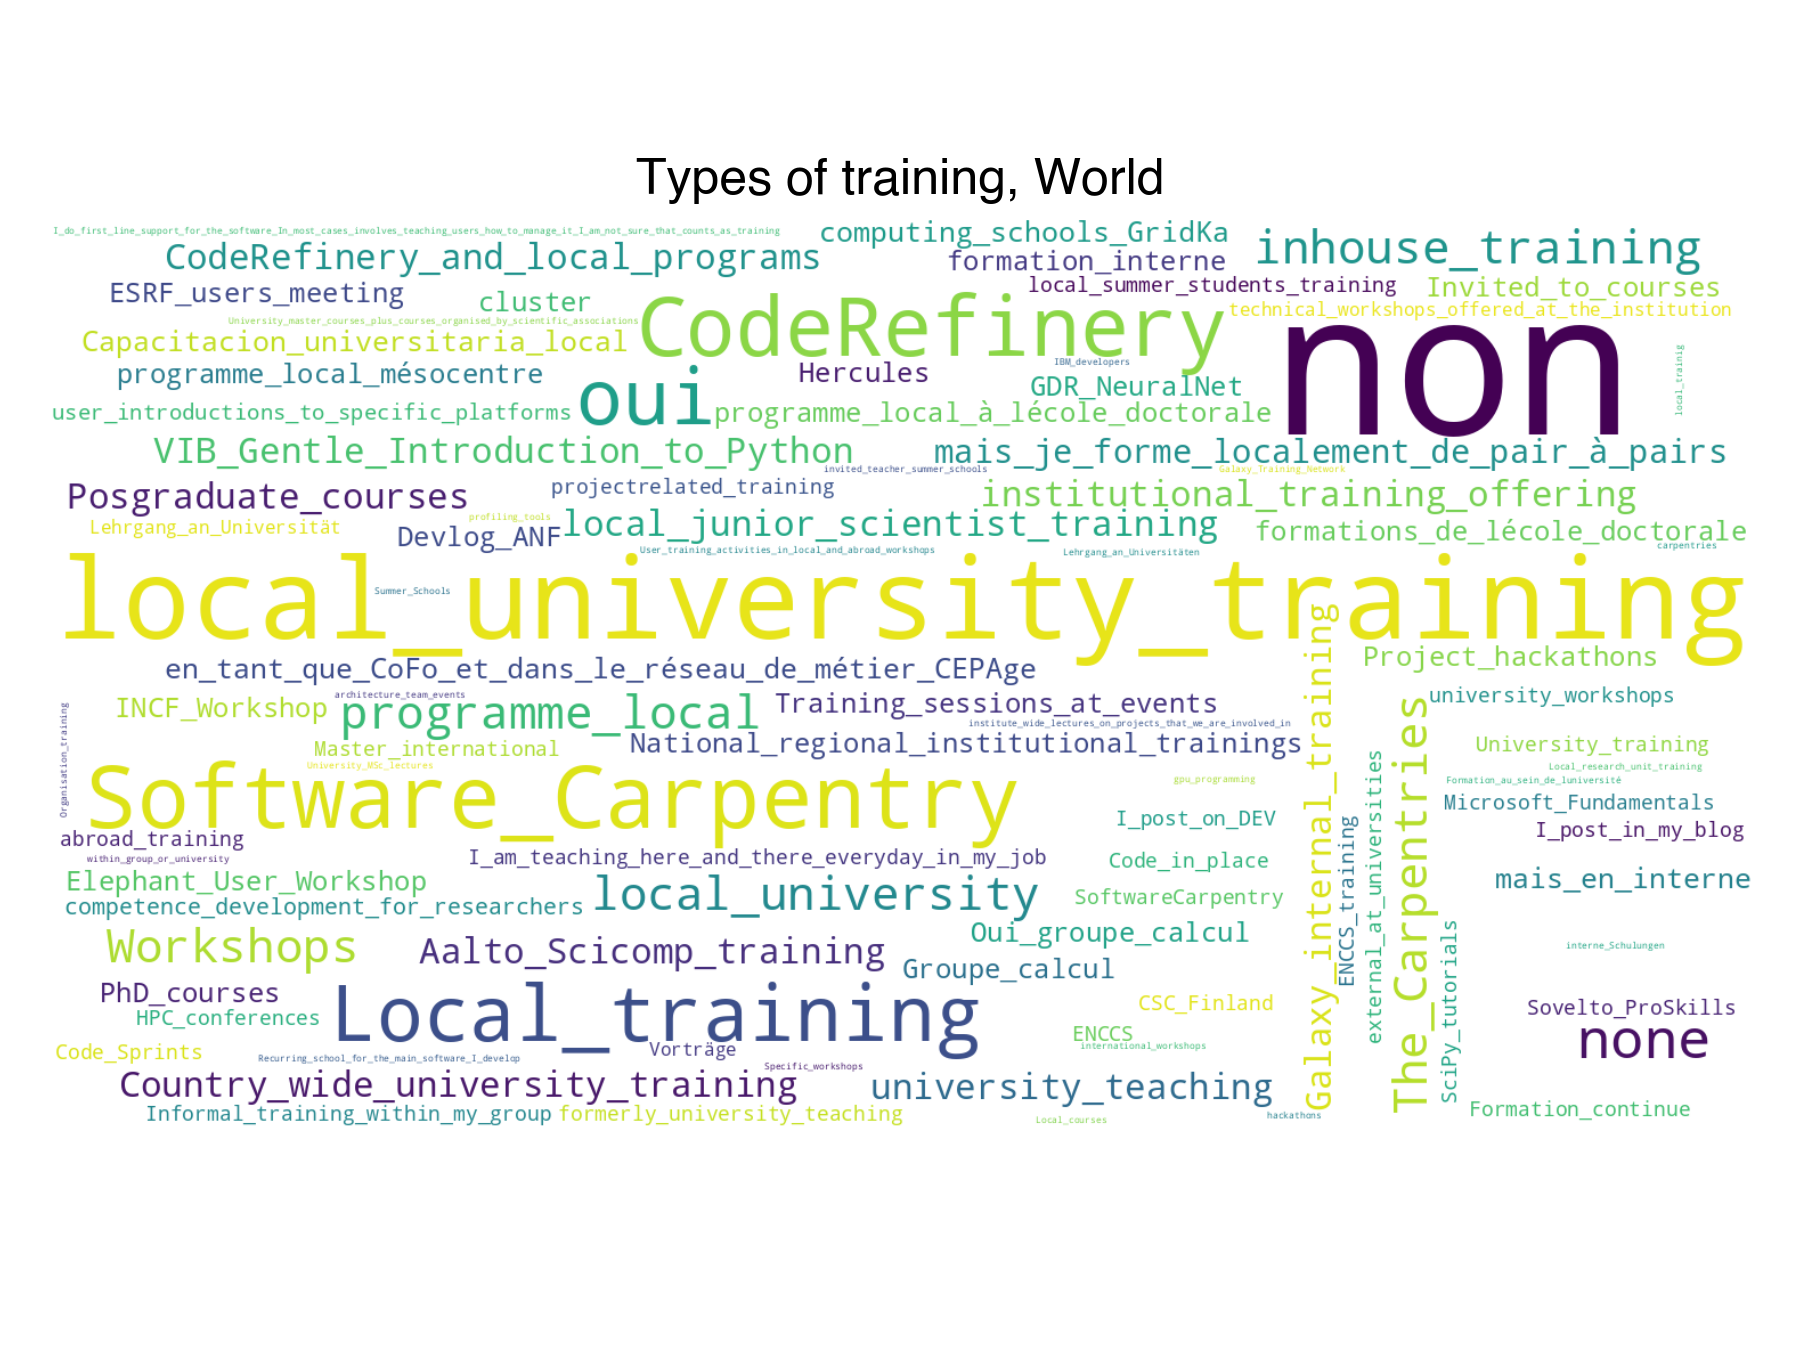 Types of training, World
I_do_first_line_support_for_the_software_In_most_cases_involves_teaching_users_how_to_manage_it_I_am_not_sure_that_counts_as_training
computing_schools_GridKa
CodeRefinery_and_local_programs
formation_interne
inhouse_training
ESRF_users_meeting
cluster
local_summer_students_training
Invited_to_courses
University_master_courses_plus_courses_organised_by_scientific_associations
CodeRefinery
technical_workshops_offered_at_the_institution
Capacitacion_universitaria_local
non
programme_local_mésocentre
Hercules
IBM_developers
GDR_NeuralNet
local_trainig
oui
user_introductions_to_specific_platforms
programme_local_à_lécole_doctorale
VIB_Gentle_Introduction_to_Python
mais_je_forme_localement_de_pair_à_pairs
invited_teacher_summer_schools
Galaxy_Training_Network
Posgraduate_courses
projectrelated_training
institutional_training_offering
Lehrgang_an_Universität
profiling_tools
Devlog_ANF
local_junior_scientist_training
formations_de_lécole_doctorale
User_training_activities_in_local_and_abroad_workshops
Lehrgang_an_Universitäten
carpentries
local_university_training
Summer_Schools
en_tant_que_CoFo_et_dans_le_réseau_de_métier_CEPAge
Galaxy_internal_training
Project_hackathons
architecture_team_events
INCF_Workshop
programme_local
Training_sessions_at_events
university_workshops
institute_wide_lectures_on_projects_that_we_are_involved_in
Organisation_training
Master_international
National_regional_institutional_trainings
The_Carpentries
University_training
University_MSc_lectures
Local_research_unit_training
Software_Carpentry
gpu_programming
external_at_universities
Formation_au_sein_de_luniversité
Microsoft_Fundamentals
I_post_on_DEV
ENCCS_training
I_post_in_my_blog
abroad_training
within_group_or_university
I_am_teaching_here_and_there_everyday_in_my_job
Code_in_place
Elephant_User_Workshop
local_university
mais_en_interne
SoftwareCarpentry
competence_development_for_researchers
Oui_groupe_calcul
SciPy_tutorials
Workshops
Aalto_Scicomp_training
interne_Schulungen
Groupe_calcul
PhD_courses
Local_training
CSC_Finland
Sovelto_ProSkills
HPC_conferences
ENCCS
none
international_workshops
Code_Sprints
Recurring_school_for_the_main_software_I_develop
Vorträge
Specific_workshops
Country_wide_university_training
university_teaching
Informal_training_within_my_group
formerly_university_teaching
Local_courses
hackathons
Formation_continue